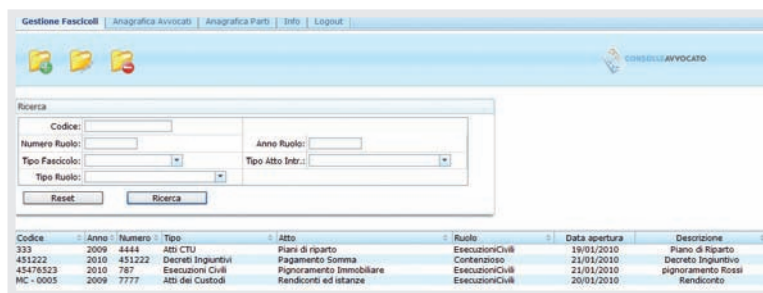 Gestione Fascicoli | Anagrafica Avvocati | Anagrafica Parti | Info | Logout
CONSOLLEAVVOCATO
Ricerca
Codice:
Numero Ruolo: Anno Ruolo:
Tipo Fascicolo: Tipo Atto Intr.:
Tipo Ruolo:
Reset Ricerca
Codice Anno Numero Tipo Atto Ruolo Data apertura Descrizione
333 2009 4444 Atti CTU Piani di riparto EsecuzioniCivili 19/01/2010 Piano di Riparto
451222 2010 451222 Decreti Ingiuntivi Pagamento Somma Contenzioso 21/01/2010 Decreto Ingiuntivo
45476523 2010 787 Esecuzioni Civili Pignoramento Immobiliare EsecuzioniCivili 21/01/2010 pignoramento Rossi
MC - 0005 2009 7777 Atti dei Custodi Rendiconti ed istanze EsecuzioniCivili 20/01/2010 Rendiconto